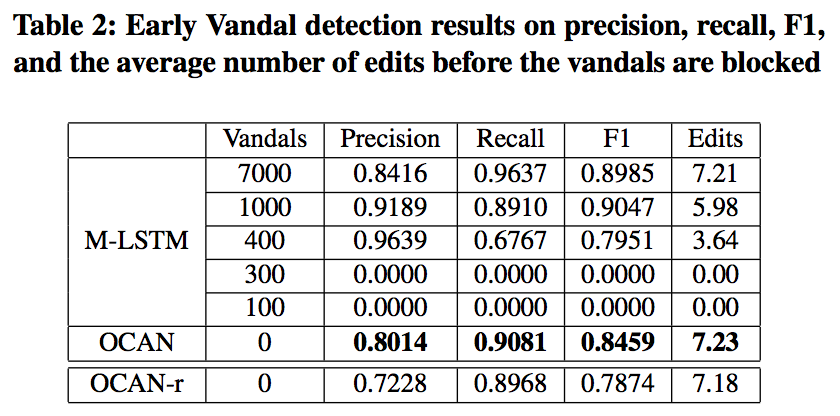 Table 2: Early Vandal detection results on precision, recall, F1,
and the average number of edits before the vandals are blocked
Vandals Precision Recall F1 Edits
7000 0.8416 0.9637 0.8985 7.21
1000 0.9189 0.8910 0.9047 5.98
M-LSTM 400 0.9639 0.6767 0.7951 3.64
300 0.0000 0.0000 0.0000 0.00
100 0.0000 0.0000 0.0000 0.00
OCAN 0 0.8014 0.9081 0.8459 7.23
OCAN-r 0 0.7228 0.8968 0.7874 7.18